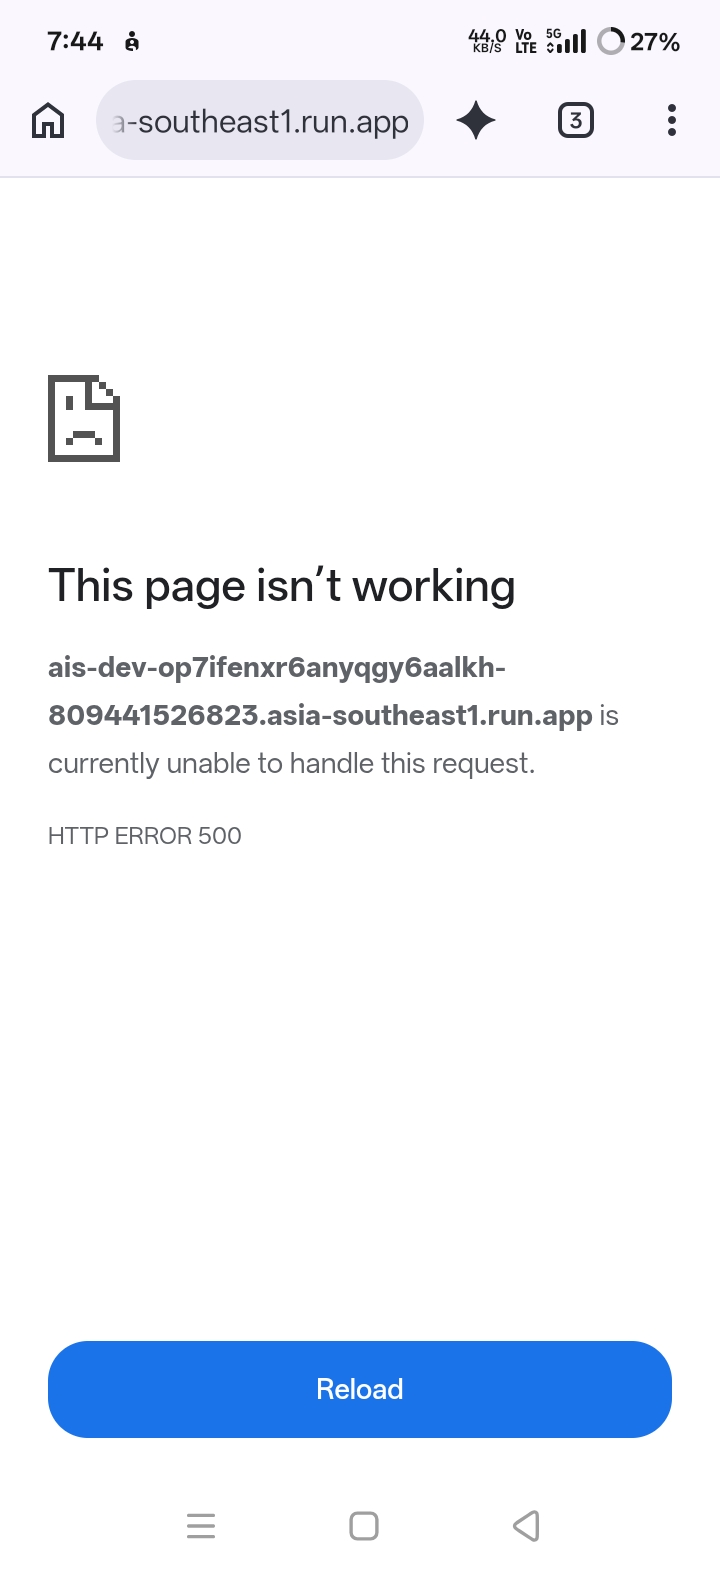 7:44
44.0 KB/S Vo LTE 5G 27%
a-southeast1.run.app
3
This page isn’t working
ais-dev-op7ifenxr6anyqgy6aalkh-
809441526823.asia-southeast1.run.app is
currently unable to handle this request.
HTTP ERROR 500
Reload